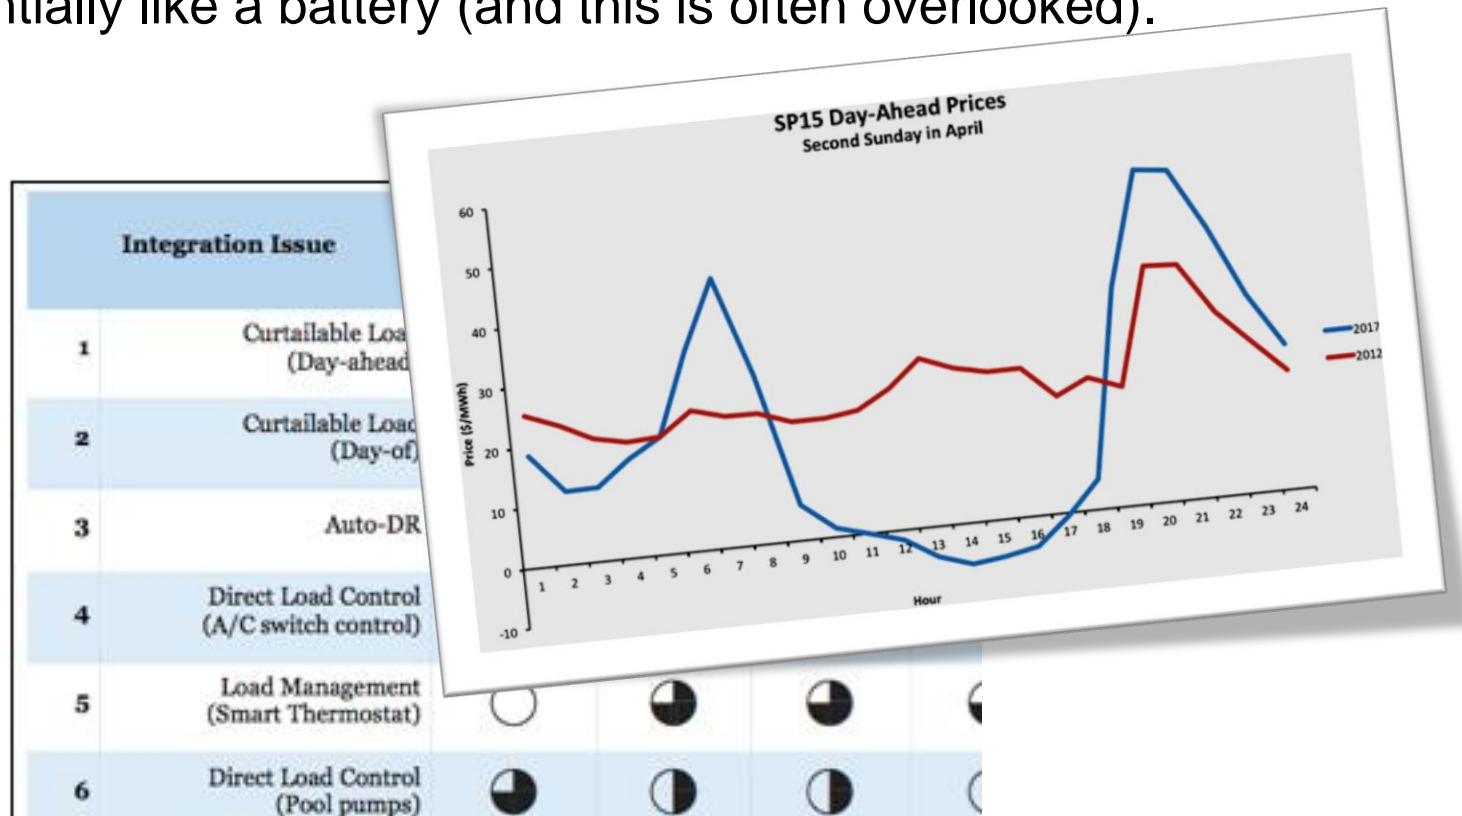 ntially like a battery (and this is often overlooked).
SP15 Day-Ahead Prices
Second Sunday in April
60
50
40
30
20
10
0
-10
Price ($/MWh)
1 2 3 4 5 6 7 8 9 10 11 12 13 14 15 16 17 18 19 20 21 22 23 24
Hour
2017
2012
Integration Issue
1
Curtailable Loa
(Day-ahead
2
Curtailable Load
(Day-of)
3
Auto-DR
4
Direct Load Control
(A/C switch control)
5
Load Management
(Smart Thermostat)
6
Direct Load Control
(Pool pumps)